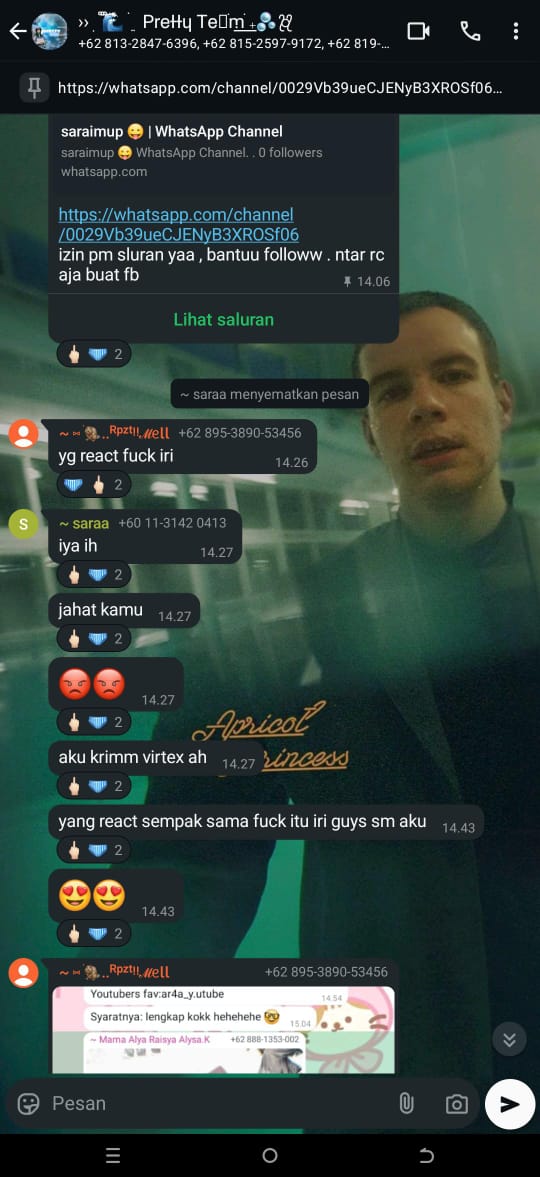 ›› Pretty Te m
+62 813-2847-6396, +62 815-2597-9172, +62 819-...
https://whatsapp.com/channel/0029Vb39ueCJENyB3XROSf06...
saraimup 😛 | WhatsApp Channel
saraimup 😛 WhatsApp Channel. . 0 followers
whatsapp.com
https://whatsapp.com/channel
/0029Vb39ueCJENyB3XROSf06
izin pm sluran yaa , bantuu followw . ntar rc
aja buat fb
14.06
Lihat saluran
🖕🏻 🩲 2
~ saraa menyematkan pesan
~ ..ᴿᵖᶻᵗᶥᶥ.ℳell +62 895-3890-53456
yg react fuck iri
14.26
🩲 🖕🏻 2
S
~ saraa +60 11-3142 0413
iya ih
14.27
🖕🏻 🩲 2
jahat kamu
14.27
🖕🏻 🩲 2
😡😡
14.27
🖕🏻 🩲 2
Apricot
Princess
aku krimm virtex ah
14.27
🖕🏻 🩲 2
yang react sempak sama fuck itu iri guys sm aku
14.43
🖕🏻 🩲 2
😍😍
14.43
🖕🏻 🩲 2
~ ..ᴿᵖᶻᵗᶥᶥ.ℳell +62 895-3890-53456
Youtubers fav:ar4a_y.utube
14.54
Syaratnya: lengkap kokk hehehehe 🤓
15.04
~ Mama Alya Raisya Alysa.K +62 888-1353-002
Pesan